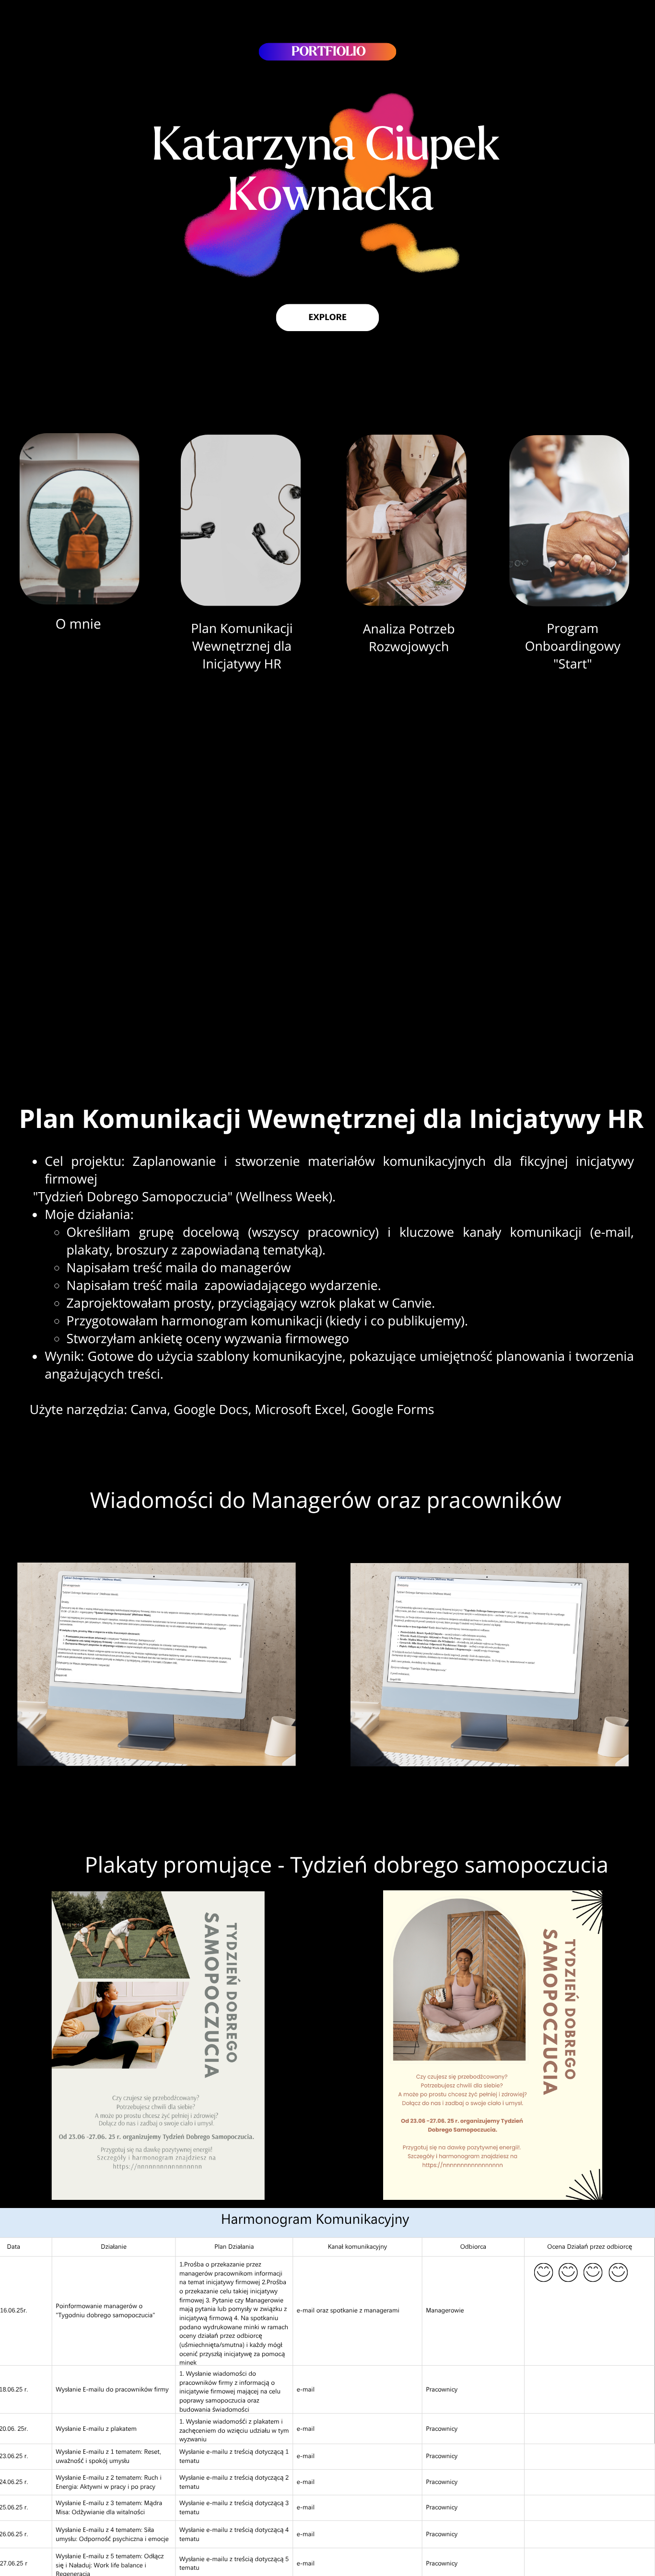 PORTFIOLIO
Katarzyna Ciupek
Kownacka
EXPLORE
O mnie
Plan Komunikacji
Wewnętrznej dla
Inicjatywy HR
Analiza Potrzeb
Rozwojowych
Program
Onboardingowy
"Start"
Plan Komunikacji Wewnętrznej dla Inicjatywy HR
• Cel projektu: Zaplanowanie i stworzenie materiałów komunikacyjnych dla fikcyjnej inicjatywy
firmowej
"Tydzień Dobrego Samopoczucia" (Wellness Week).
• Moje działania:
○ Określiłam grupę docelową (wszyscy pracownicy) i kluczowe kanały komunikacji (e-mail,
plakaty, broszury z zapowiadaną tematyką).
○ Napisałam treść maila do managerów
○ Napisałam treść maila zapowiadającego wydarzenie.
○ Zaprojektowałam prosty, przyciągający wzrok plakat w Canvie.
○ Przygotowałam harmonogram komunikacji (kiedy i co publikujemy).
○ Stworzyłam ankietę oceny wyzwania firmowego
• Wynik: Gotowe do użycia szablony komunikacyjne, pokazujące umiejętność planowania i tworzenia
angażujących treści.
Użyte narzędzia: Canva, Google Docs, Microsoft Excel, Google Forms
Wiadomości do Managerów oraz pracowników
Plakaty promujące - Tydzień dobrego samopoczucia
TYDZIEŃ DOBREGO
SAMOPOCZUCIA
Czy czujesz się przebodźcowany?
Potrzebujesz chwili dla siebie?
A może po prostu chcesz żyć pełniej i zdrowiej?
Dołącz do nas i zadbaj o swoje ciało i umysł.
Od 23.06 -27.06. 25 r. organizujemy Tydzień Dobrego Samopoczucia.
Przygotuj się na dawkę pozytywnej energii!
Szczegóły i harmonogram znajdziesz na
TYDZIEŃ DOBREGO
SAMOPOCZUCIA
Czy czujesz się przebodźcowany?
Potrzebujesz chwili dla siebie?
A może po prostu chcesz żyć pełniej i zdrowiej?
Dołącz do nas i zadbaj o swoje ciało i umysł.
Od 23.06 -27.06. 25 r. organizujemy Tydzień
Dobrego Samopoczucia.
Przygotuj się na dawkę pozytywnej energii!.
Szczegóły i harmonogram znajdziesz na
Harmonogram Komunikacyjny
Data Działanie Plan Działania Kanał komunikacyjny Odbiorca Ocena Działań przez odbiorcę
16.06.25r.
Poinformowanie managerów o
"Tygodniu dobrego samopoczucia"
1.Prośba o przekazanie przez
managerów pracownikom informacji
na temat inicjatywy firmowej 2.Prośba
o przekazanie celu takiej inicjatywy
firmowej 3. Pytanie czy Managerowie
mają pytania lub pomysły w związku z
inicjatywą firmową 4. Na spotkaniu
podano wydrukowane minki w ramach
oceny działań przez odbiorcę
(uśmiechnięta/smutna) i każdy mógł
ocenić przyszłą inicjatywę za pomocą
minek
e-mail oraz spotkanie z managerami
Managerowie
18.06.25 r.
Wysłanie E-mailu do pracowników firmy
1. Wysłanie wiadomości do
pracowników firmy z informacją o
inicjatywie firmowej mającej na celu
poprawy samopoczucia oraz
budowania świadomości
e-mail
Pracownicy
20.06. 25r.
Wysłanie E-mailu z plakatem
1. Wysłanie wiadomośći z plakatem i
zachęceniem do wzięciu udziału w tym
wyzwaniu
e-mail
Pracownicy
23.06.25 r
Wysłanie E-mailu z 1 tematem: Reset,
uważność i spokój umysłu
Wysłanie e-mailu z treścią dotyczącą 1
tematu
e-mail
Pracownicy
24.06.25 r
Wysłanie E-mailu z 2 tematem: Ruch i
Energia: Aktywni w pracy i po pracy
Wysłanie e-mailu z treścią dotyczącą 2
tematu
e-mail
Pracownicy
25.06.25 r
Wysłanie E-mailu z 3 tematem: Mądra
Misa: Odżywianie dla witalności
Wysłanie e-mailu z treścią dotyczącą 3
tematu
e-mail
Pracownicy
26.06.25 r
Wysłanie E-mailu z 4 tematem: Siła
umysłu: Odporność psychiczna i emocje
Wysłanie e-mailu z treścią dotyczącą 4
tematu
e-mail
Pracownicy
27.06.25 r
Wysłanie E-mailu z 5 tematem: Odłącz
się i Naładuj: Work life balance i
Regeneracja
Wysłanie e-mailu z treścią dotyczącą 5
tematu
e-mail
Pracownicy